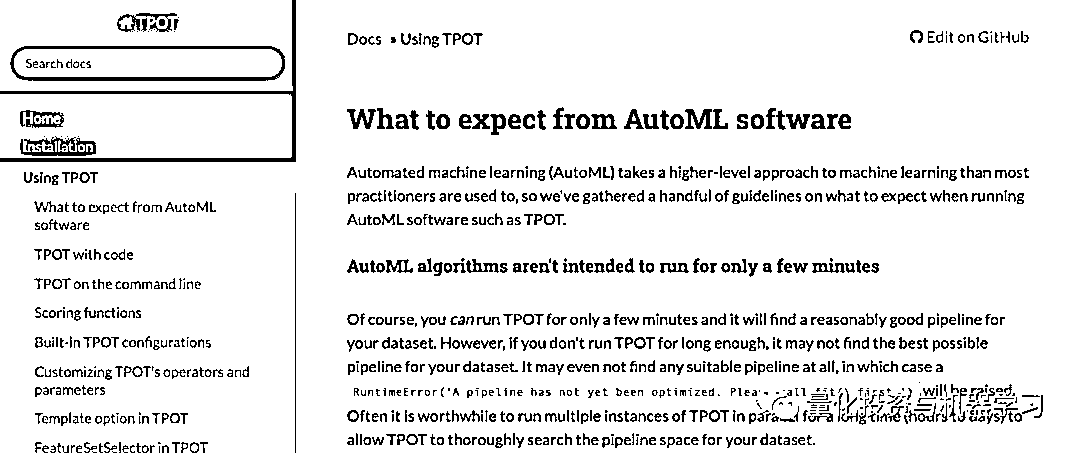 TPOT
Search docs
Home
Installation
Using TPOT
What to expect from AutoML
software
TPOT with code
TPOT on the command line
Scoring functions
Built-in TPOT configurations
Customizing TPOT's operators and
parameters
Template option in TPOT
FeatureSetSelector in TPOT
Docs » Using TPOT
Edit on GitHub
What to expect from AutoML software
Automated machine learning (AutoML) takes a higher-level approach to machine learning than most
practitioners are used to, so we've gathered a handful of guidelines on what to expect when running
AutoML software such as TPOT.
AutoML algorithms aren't intended to run for only a few minutes
Of course, you can run TPOT for only a few minutes and it will find a reasonably good pipeline for
your dataset. However, if you don't run TPOT for long enough, it may not find the best possible
pipeline for your dataset. It may even not find any suitable pipeline at all, in which case a
RuntimeError('A pipeline has not yet been optimized. Please call fit() first.') will be raised.
Often it is worthwhile to run multiple instances of TPOT in parallel for a long time (hours to days) to
allow TPOT to thoroughly search the pipeline space for your dataset.
量化投资与机器学习